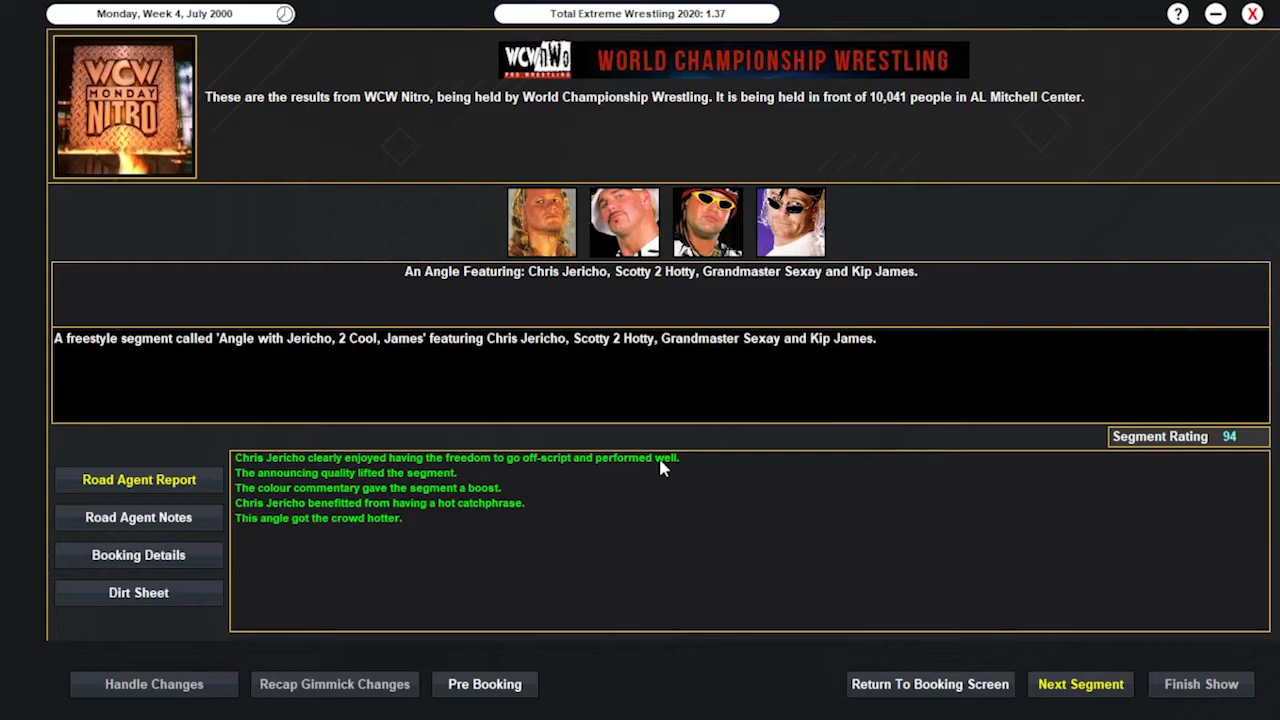 Monday, Week 4, July 2000
Total Extreme Wrestling 2020: 1.37
?
X
WCW
MONDAY
NITRO
WCW nWo
PRO WRESTLING
WORLD CHAMPIONSHIP WRESTLING
These are the results from WCW Nitro, being held by World Championship Wrestling. It is being held in front of 10,041 people in AL Mitchell Center.
An Angle Featuring: Chris Jericho, Scotty 2 Hotty, Grandmaster Sexay and Kip James.
A freestyle segment called 'Angle with Jericho, 2 Cool, James' featuring Chris Jericho, Scotty 2 Hotty, Grandmaster Sexay and Kip James.
Segment Rating 94
Road Agent Report
Road Agent Notes
Booking Details
Dirt Sheet
Chris Jericho clearly enjoyed having the freedom to go off-script and performed well.
The announcing quality lifted the segment.
The colour commentary gave the segment a boost.
Chris Jericho benefitted from having a hot catchphrase.
This angle got the crowd hotter.
Handle Changes
Recap Gimmick Changes
Pre Booking
Return To Booking Screen
Next Segment
Finish Show